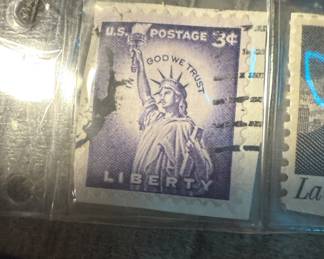 U.S. POSTAGE 3¢
IN GOD WE TRUST
LIBERTY
La